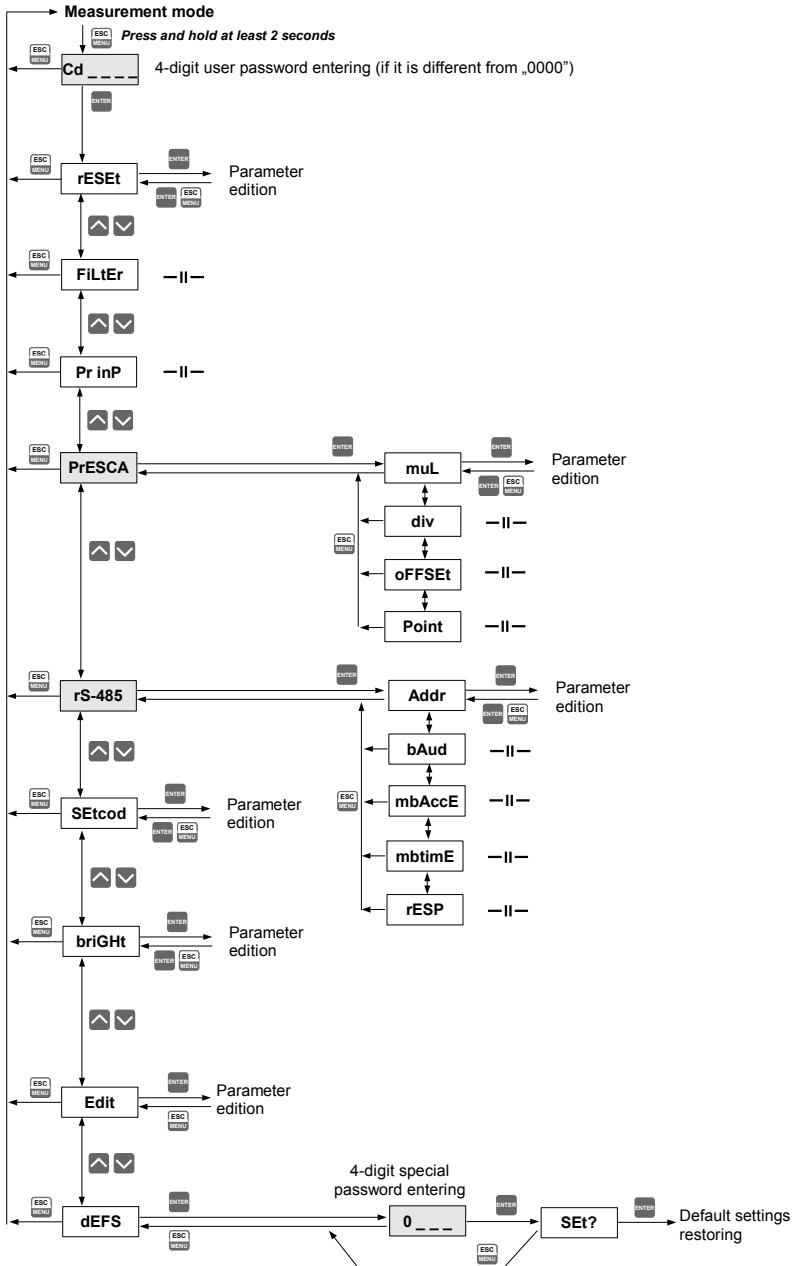 Measurement mode
ESC MENU Press and hold at least 2 seconds
ESC MENU
Cd _ _ _ _ 4-digit user password entering (if it is different from „0000”)
ENTER
ESC MENU
rESEt
ENTER
ENTER ESC MENU
Parameter
edition
ESC MENU
FiLtEr —II—
ESC MENU
Pr inP —II—
ESC MENU
PrESCA
ENTER
muL
ENTER
ENTER ESC MENU
Parameter
edition
div —II—
ESC MENU
oFFSEt —II—
Point —II—
ESC MENU
rS-485
ENTER
Addr
ENTER
ENTER ESC MENU
Parameter
edition
bAud —II—
ESC MENU
mbAccE —II—
mbtimE —II—
rESP —II—
ESC MENU
SEtcod
ENTER
ENTER ESC MENU
Parameter
edition
ESC MENU
briGHt
ENTER
ENTER ESC MENU
Parameter
edition
ESC MENU
Edit
ENTER
ESC MENU
Parameter
edition
4-digit special
password entering
ESC MENU
dEFS
ENTER
ESC MENU
0 _ _ _
ENTER
SEt?
ENTER
ESC MENU
Default settings
restoring